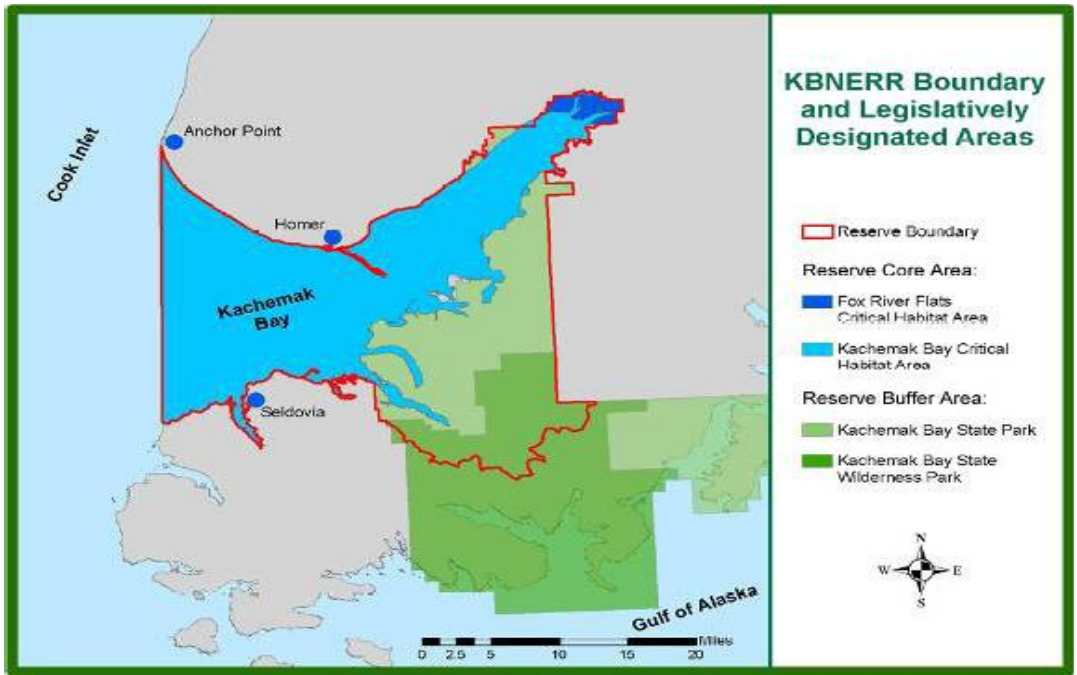 KBNERR Boundary
and Legislatively
Designated Areas
Anchor Point
Cook Inlet
Homer
Kachemak
Bay
Seldovia
Gulf of Alaska
Miles
0 2.5 5 10 15 20
Reserve Boundary
Reserve Core Area:
Fox River Flats
Critical Habitat Area
Kachemak Bay Critical
Habitat Area
Reserve Buffer Area:
Kachemak Bay State Park
Kachemak Bay State
Wilderness Park
N
W E
S